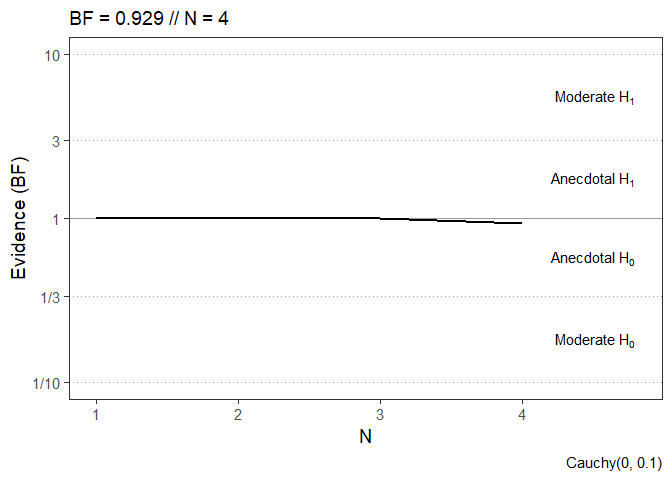 BF = 0.929 // N = 4
Evidence (BF)
10
Moderate H₁
3
Anecdotal H₁
1
Anecdotal H₀
1/3
Moderate H₀
1/10
1 2 3 4
N
Cauchy(0, 0.1)